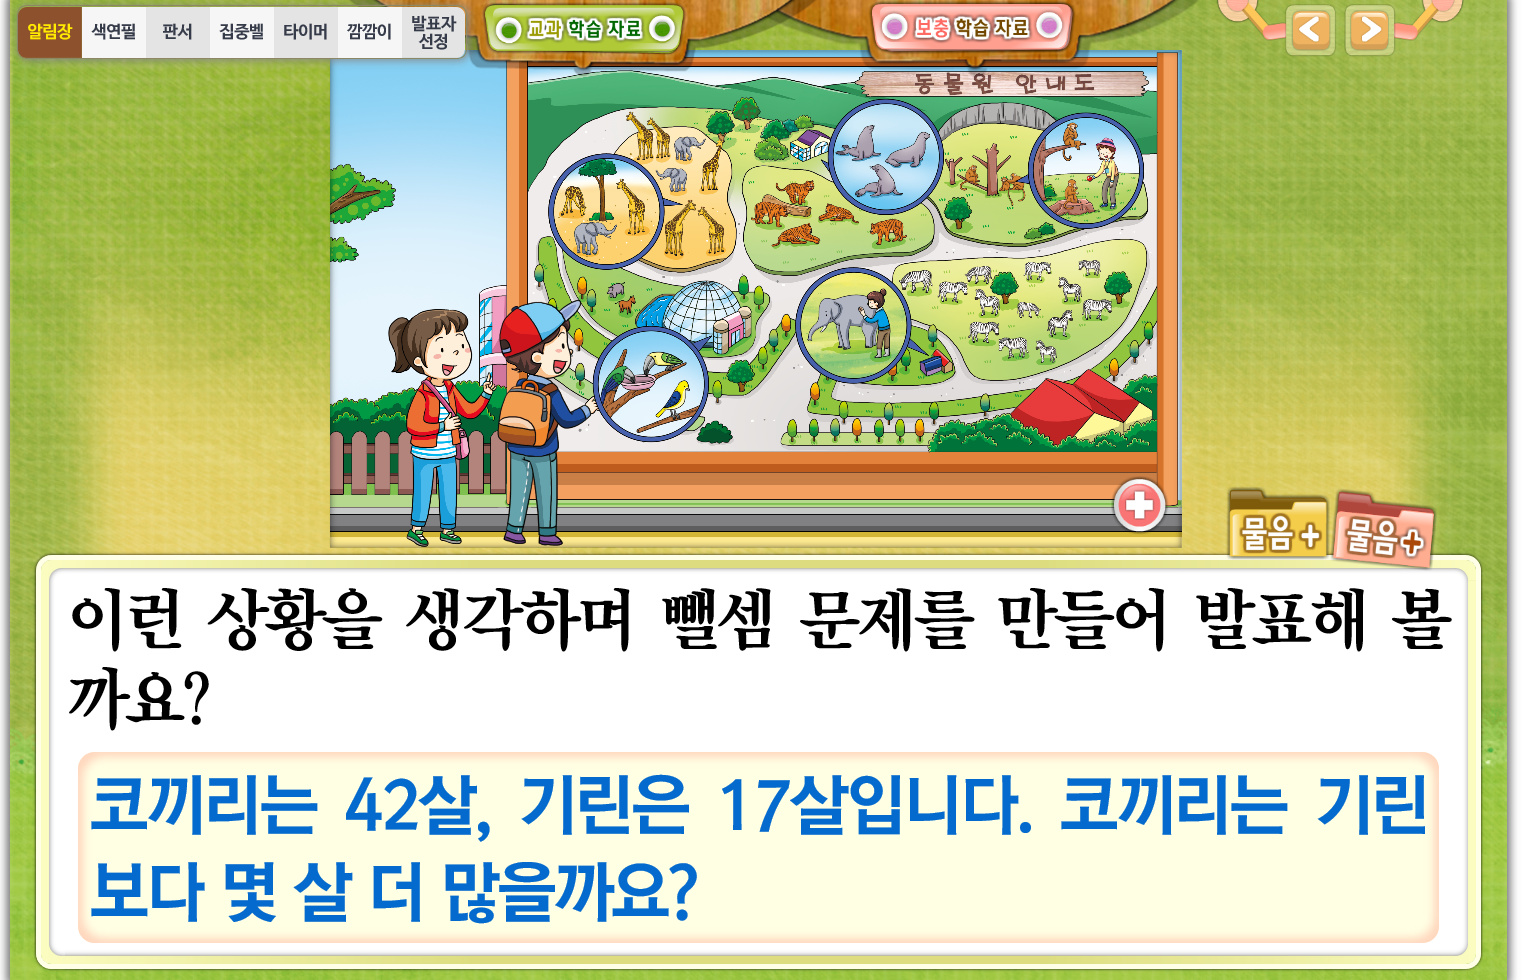 알림장 색연필 판서 집중벨 타이머 깜깜이 발표자
선정
교과 학습 자료
보충 학습 자료
동물원 안내도
물음+ 물음+
이런 상황을 생각하며 뺄셈 문제를 만들어 발표해 볼
까요?
코끼리는 42살, 기린은 17살입니다. 코끼리는 기린
보다 몇 살 더 많을까요?